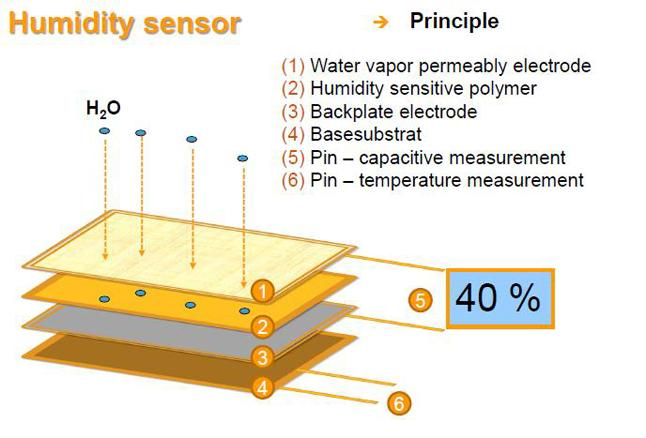 Humidity sensor
→ Principle
(1) Water vapor permeably electrode
(2) Humidity sensitive polymer
(3) Backplate electrode
(4) Basesubstrat
(5) Pin – capacitive measurement
(6) Pin – temperature measurement
H₂O
1
5 40 %
2
3
4
6